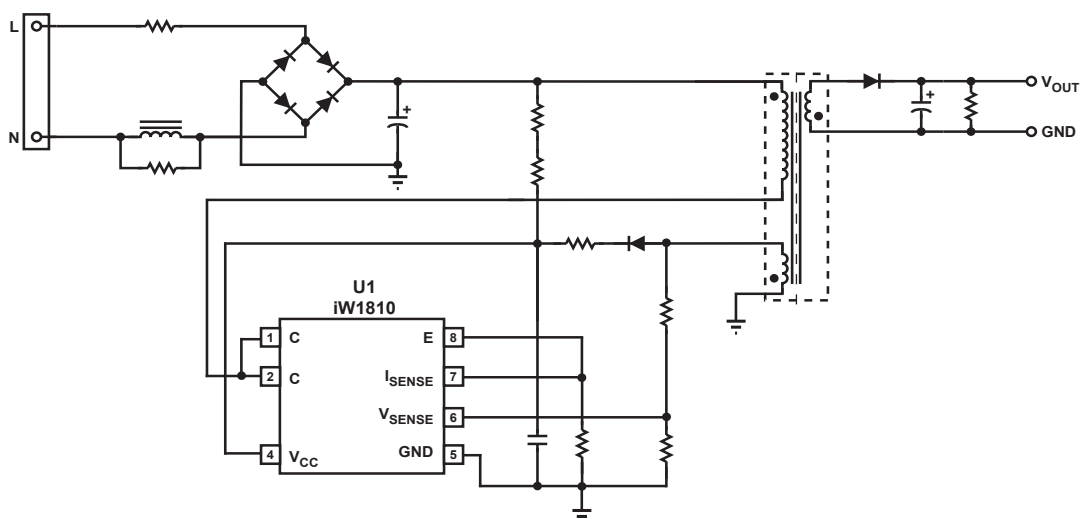 L
N
+
+
V_OUT
GND
U1
iW1810
1 C
2 C
4 V_CC
E 8
I_SENSE 7
V_SENSE 6
GND 5